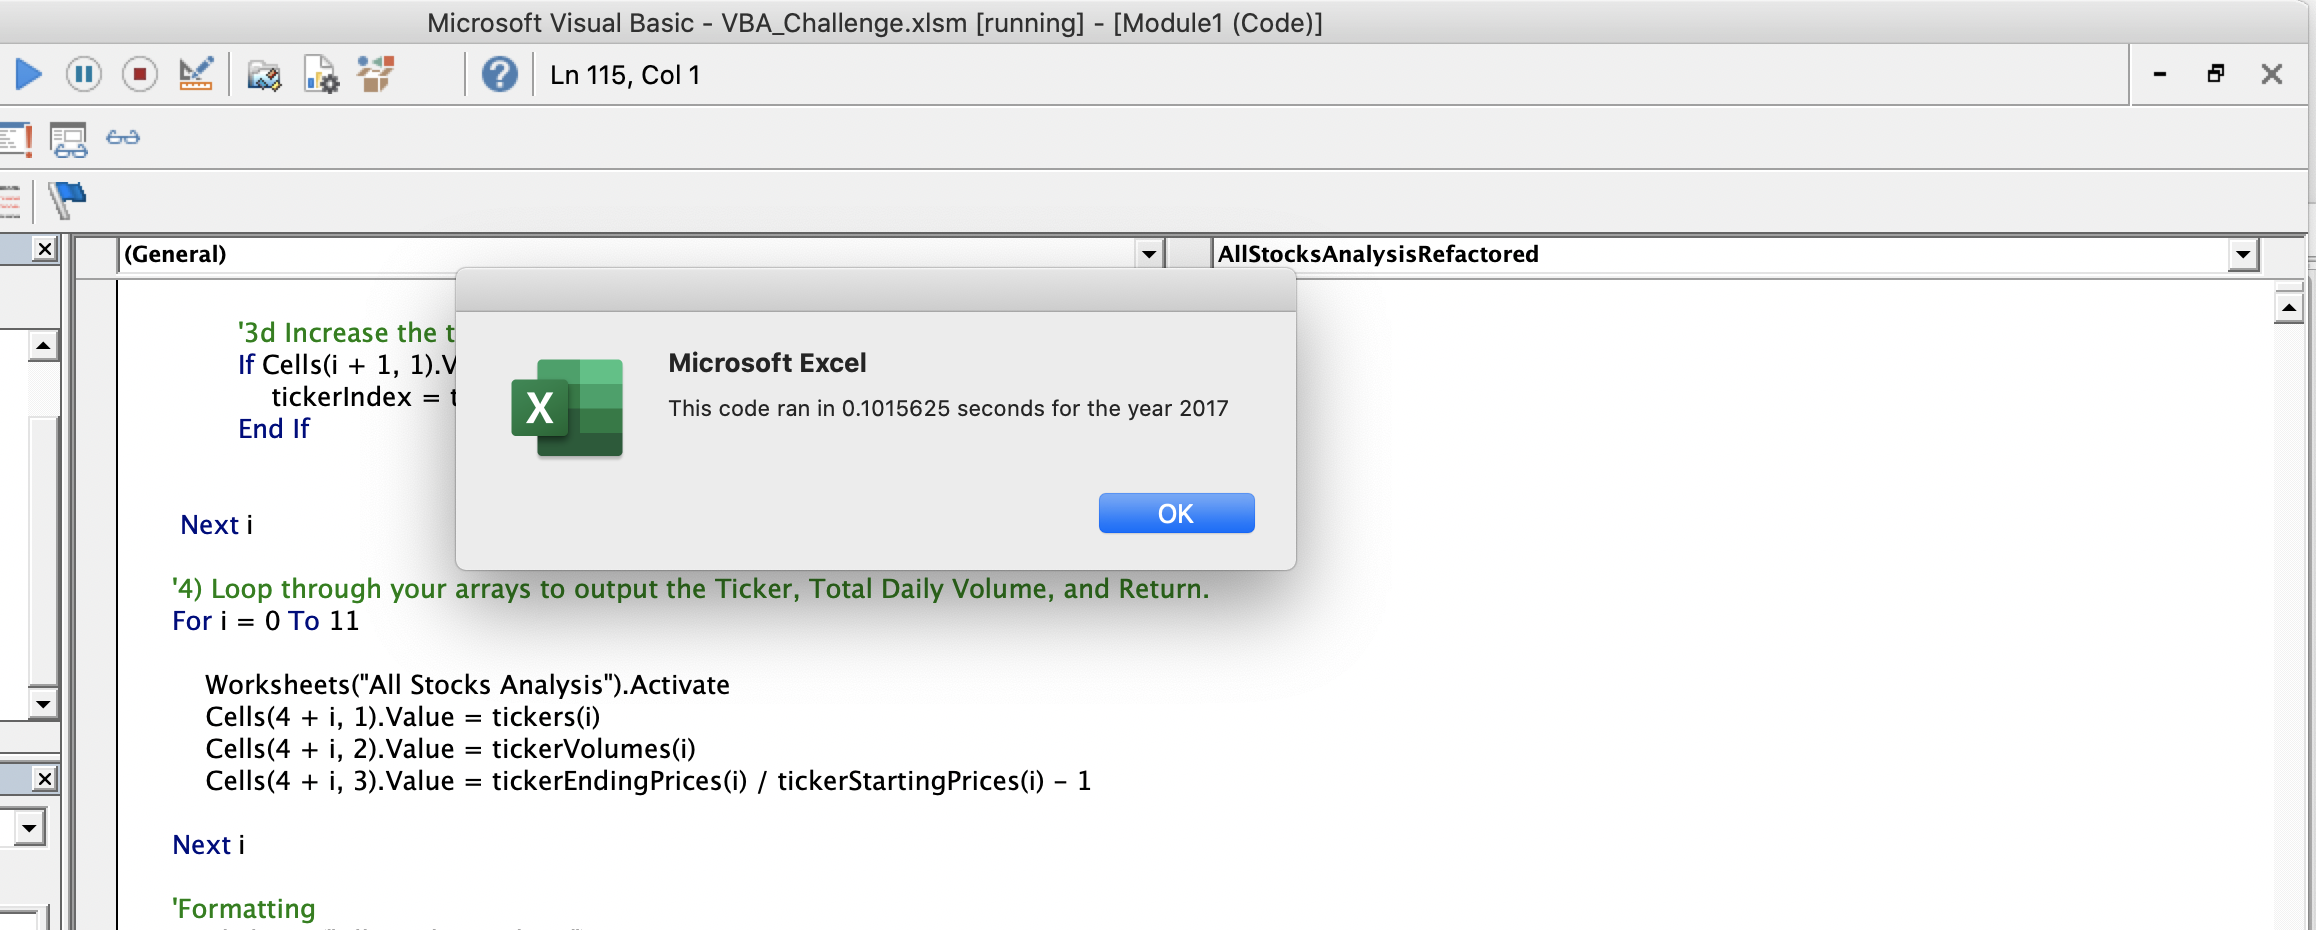 Microsoft Visual Basic - VBA_Challenge.xlsm [running] - [Module1 (Code)]
Ln 115, Col 1
(General)
AllStocksAnalysisRefactored
'3d Increase the t
If Cells(i + 1, 1).V
tickerIndex = t
End If
Microsoft Excel
This code ran in 0.1015625 seconds for the year 2017
OK
Next i
'4) Loop through your arrays to output the Ticker, Total Daily Volume, and Return.
For i = 0 To 11
Worksheets("All Stocks Analysis").Activate
Cells(4 + i, 1).Value = tickers(i)
Cells(4 + i, 2).Value = tickerVolumes(i)
Cells(4 + i, 3).Value = tickerEndingPrices(i) / tickerStartingPrices(i) - 1
Next i
'Formatting